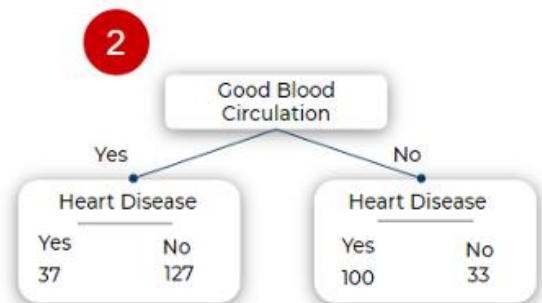 2
Good Blood
Circulation
Yes
No
Heart Disease
Yes No
37 127
Heart Disease
Yes No
100 33